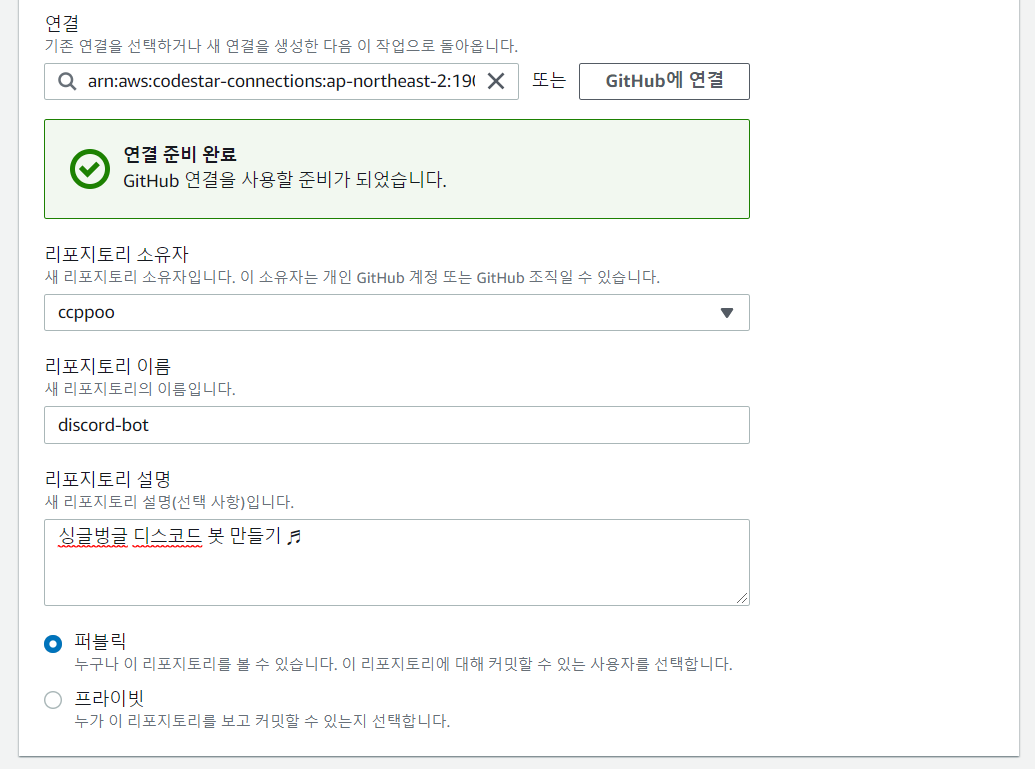 연결
기존 연결을 선택하거나 새 연결을 생성한 다음 이 작업으로 돌아옵니다.
arn:aws:codestar-connections:ap-northeast-2:190 또는 GitHub에 연결
연결 준비 완료
GitHub 연결을 사용할 준비가 되었습니다.
리포지토리 소유자
새 리포지토리 소유자입니다. 이 소유자는 개인 GitHub 계정 또는 GitHub 조직일 수 있습니다.
ccppoo
리포지토리 이름
새 리포지토리의 이름입니다.
discord-bot
리포지토리 설명
새 리포지토리 설명(선택 사항)입니다.
싱글벙글 디스코드 봇 만들기 ♬
퍼블릭
누구나 이 리포지토리를 볼 수 있습니다. 이 리포지토리에 대해 커밋할 수 있는 사용자를 선택합니다.
프라이빗
누가 이 리포지토리를 보고 커밋할 수 있는지 선택합니다.